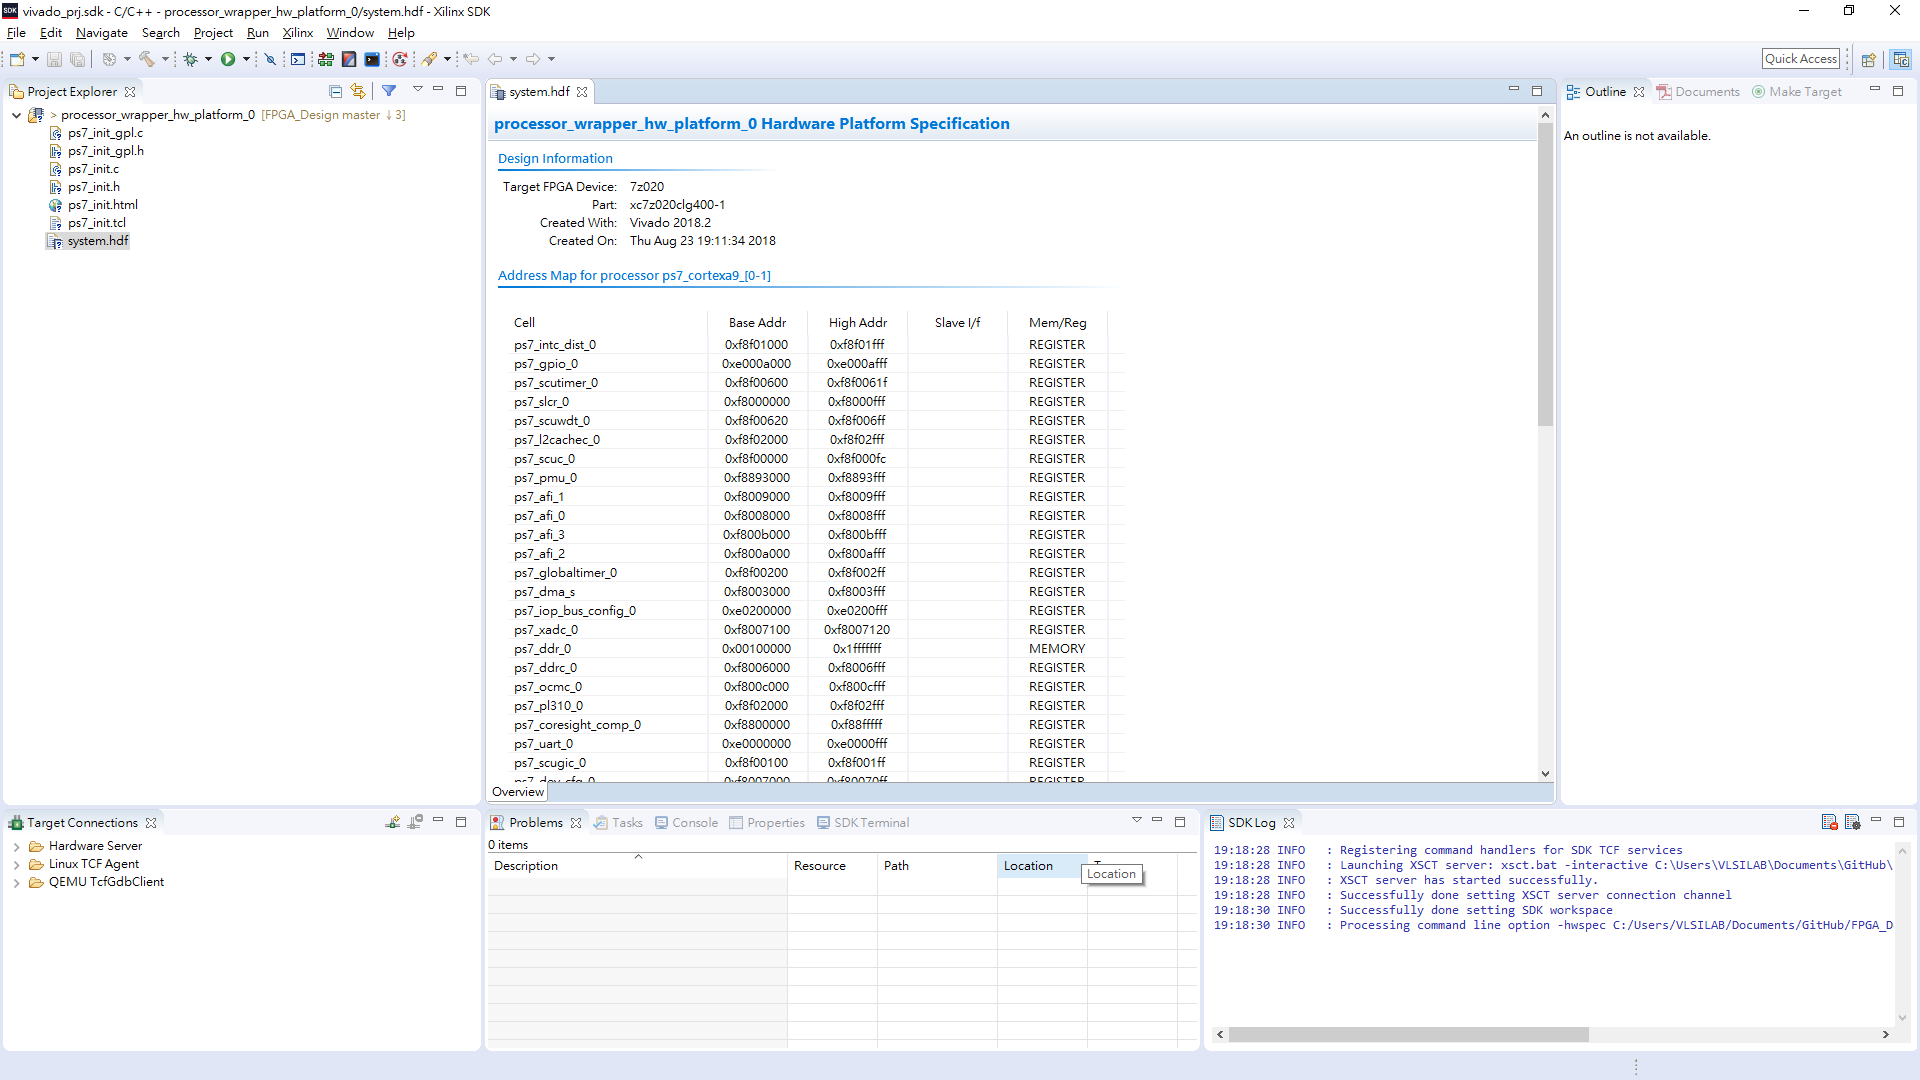 vivado_prj.sdk - C/C++ - processor_wrapper_hw_platform_0/system.hdf - Xilinx SDK
File Edit Navigate Search Project Run Xilinx Window Help
Quick Access
Project Explorer
> processor_wrapper_hw_platform_0 [FPGA_Design master ↓ 3]
ps7_init_gpl.c
ps7_init_gpl.h
ps7_init.c
ps7_init.h
ps7_init.html
ps7_init.tcl
system.hdf
system.hdf
processor_wrapper_hw_platform_0 Hardware Platform Specification
Design Information
Target FPGA Device: 7z020
Part: xc7z020clg400-1
Created With: Vivado 2018.2
Created On: Thu Aug 23 19:11:34 2018
Address Map for processor ps7_cortexa9_[0-1]
Cell Base Addr High Addr Slave I/f Mem/Reg
ps7_intc_dist_0 0xf8f01000 0xf8f01fff REGISTER
ps7_gpio_0 0xe000a000 0xe000afff REGISTER
ps7_scutimer_0 0xf8f00600 0xf8f0061f REGISTER
ps7_slcr_0 0xf8000000 0xf8000fff REGISTER
ps7_scuwdt_0 0xf8f00620 0xf8f006ff REGISTER
ps7_l2cachec_0 0xf8f02000 0xf8f02fff REGISTER
ps7_scuc_0 0xf8f00000 0xf8f000fc REGISTER
ps7_pmu_0 0xf8893000 0xf8893fff REGISTER
ps7_afi_1 0xf8009000 0xf8009fff REGISTER
ps7_afi_0 0xf8008000 0xf8008fff REGISTER
ps7_afi_3 0xf800b000 0xf800bfff REGISTER
ps7_afi_2 0xf800a000 0xf800afff REGISTER
ps7_globaltimer_0 0xf8f00200 0xf8f002ff REGISTER
ps7_dma_s 0xf8003000 0xf8003fff REGISTER
ps7_iop_bus_config_0 0xe0200000 0xe0200fff REGISTER
ps7_xadc_0 0xf8007100 0xf8007120 REGISTER
ps7_ddr_0 0x00100000 0x1fffffff MEMORY
ps7_ddrc_0 0xf8006000 0xf8006fff REGISTER
ps7_ocmc_0 0xf800c000 0xf800cfff REGISTER
ps7_pl310_0 0xf8f02000 0xf8f02fff REGISTER
ps7_coresight_comp_0 0xf8800000 0xf88fffff REGISTER
ps7_uart_0 0xe0000000 0xe0000fff REGISTER
ps7_scugic_0 0xf8f00100 0xf8f001ff REGISTER
ps7_dev_cfg_0 0xf8007000 0xf80070ff REGISTER
Overview
Outline Documents Make Target
An outline is not available.
Target Connections
Hardware Server
Linux TCF Agent
QEMU TcfGdbClient
Problems Tasks Console Properties SDK Terminal
0 items
Description Resource Path Location
Location
SDK Log
19:18:28 INFO : Registering command handlers for SDK TCF services
19:18:28 INFO : Launching XSCT server: xsct.bat -interactive C:\Users\VLSILAB\Documents\GitHub\
19:18:28 INFO : XSCT server has started successfully.
19:18:28 INFO : Successfully done setting XSCT server connection channel
19:18:30 INFO : Successfully done setting SDK workspace
19:18:30 INFO : Processing command line option -hwspec C:/Users/VLSILAB/Documents/GitHub/FPGA_D